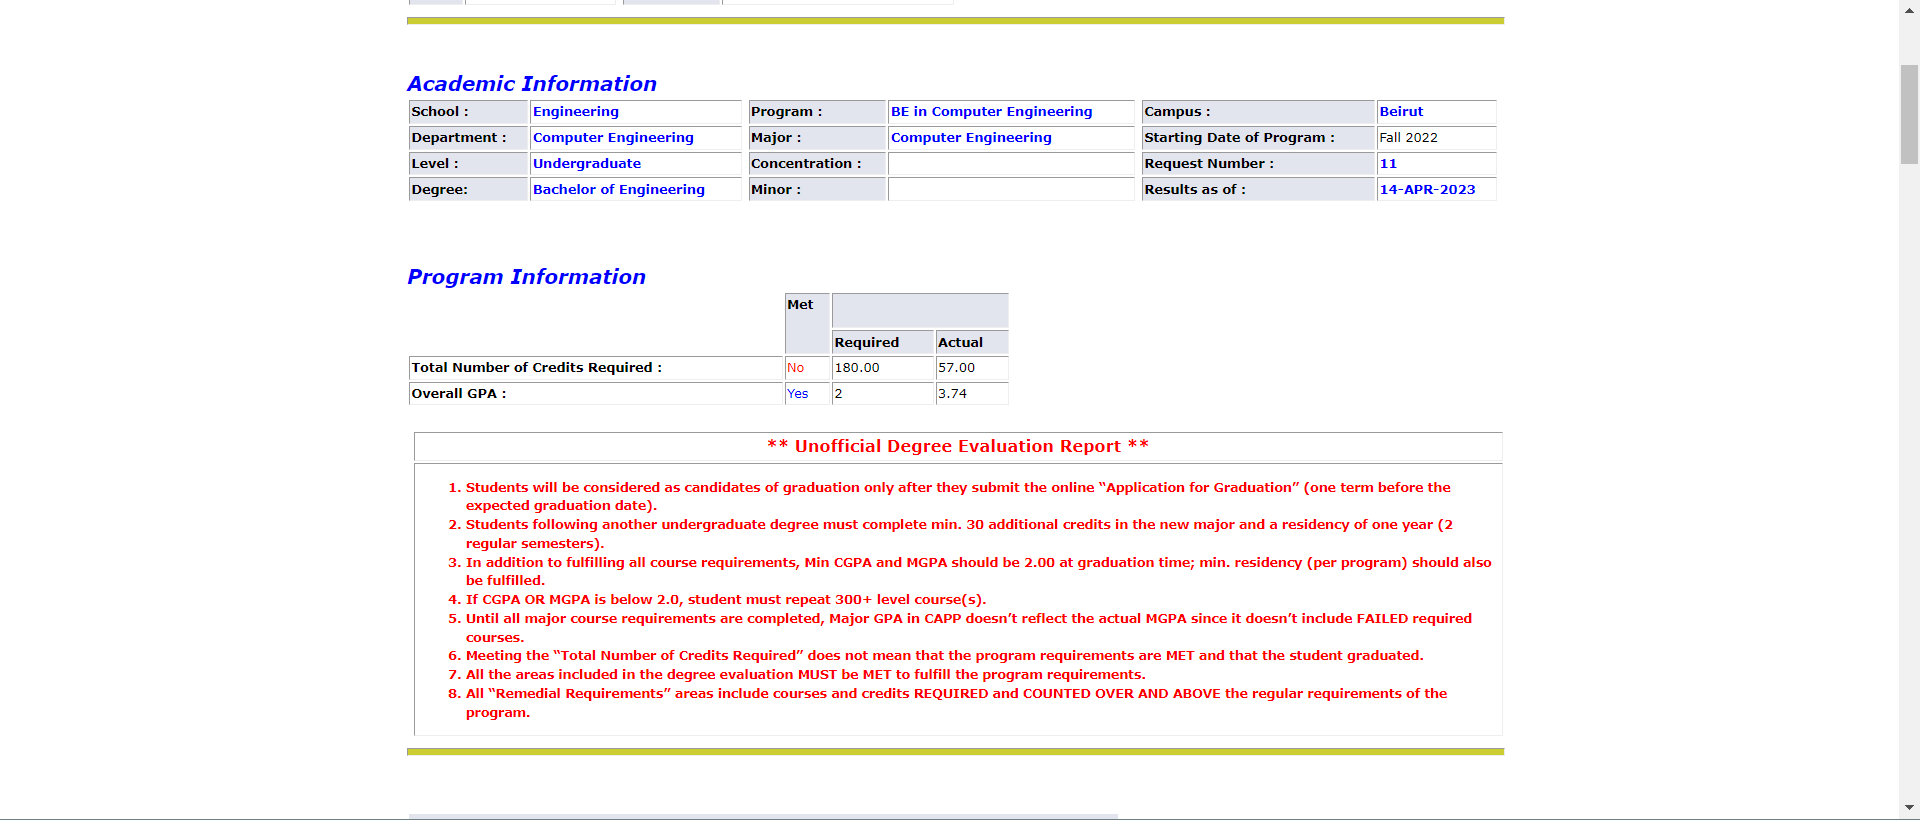 Academic Information
School : Engineering Program : BE in Computer Engineering Campus : Beirut
Department : Computer Engineering Major : Computer Engineering Starting Date of Program : Fall 2022
Level : Undergraduate Concentration : Request Number : 11
Degree: Bachelor of Engineering Minor : Results as of : 14-APR-2023
Program Information
Met
Required Actual
Total Number of Credits Required : No 180.00 57.00
Overall GPA : Yes 2 3.74
** Unofficial Degree Evaluation Report **
1. Students will be considered as candidates of graduation only after they submit the online “Application for Graduation” (one term before the
expected graduation date).
2. Students following another undergraduate degree must complete min. 30 additional credits in the new major and a residency of one year (2
regular semesters).
3. In addition to fulfilling all course requirements, Min CGPA and MGPA should be 2.00 at graduation time; min. residency (per program) should also
be fulfilled.
4. If CGPA OR MGPA is below 2.0, student must repeat 300+ level course(s).
5. Until all major course requirements are completed, Major GPA in CAPP doesn’t reflect the actual MGPA since it doesn’t include FAILED required
courses.
6. Meeting the “Total Number of Credits Required” does not mean that the program requirements are MET and that the student graduated.
7. All the areas included in the degree evaluation MUST be MET to fulfill the program requirements.
8. All “Remedial Requirements” areas include courses and credits REQUIRED and COUNTED OVER AND ABOVE the regular requirements of the
program.